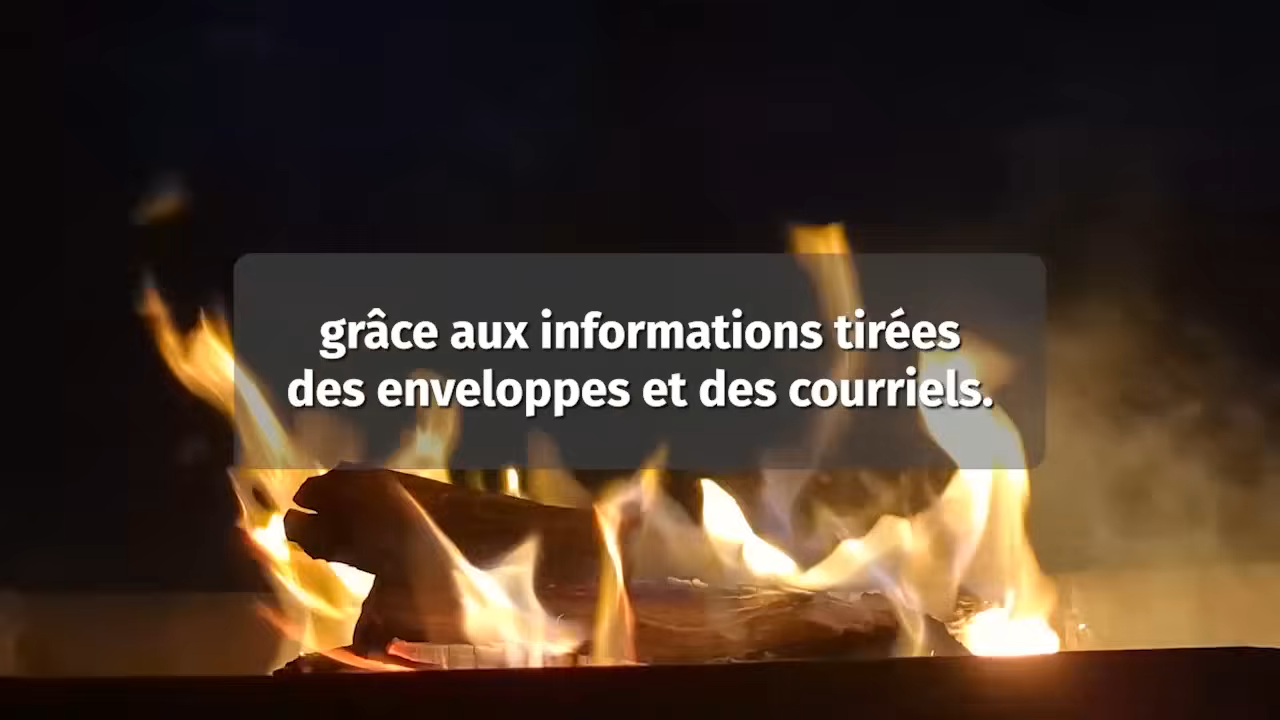 grâce aux informations tirées
des enveloppes et des courriels.